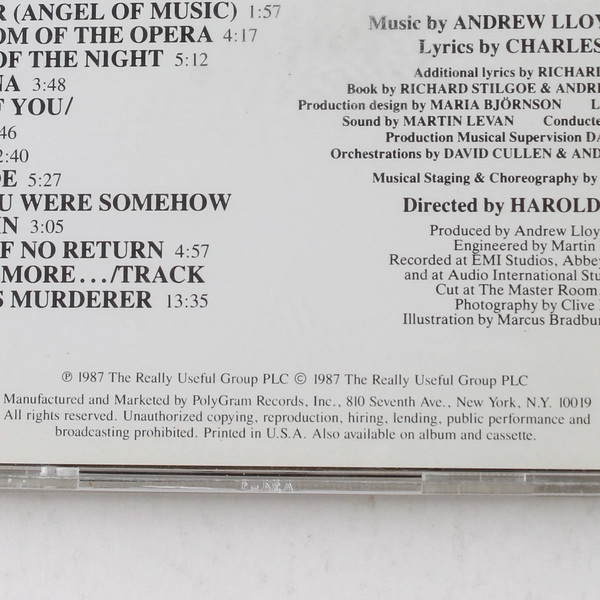 R (ANGEL OF MUSIC) 1:57
OM OF THE OPERA 4:17
OF THE NIGHT 5:12
NA 3:48
F YOU/
46
2:40
DE 5:27
U WERE SOMEHOW
IN 3:05
F NO RETURN 4:57
MORE . . ./TRACK
S MURDERER 13:35
Music by ANDREW LLOY
Lyrics by CHARLES
Additional lyrics by RICHARD
Book by RICHARD STILGOE & ANDRE
Production design by MARIA BJÖRNSON L
Sound by MARTIN LEVAN Conducte
Production Musical Supervision DA
Orchestrations by DAVID CULLEN & AND
Musical Staging & Choreography by
Directed by HAROLD
Produced by Andrew Lloy
Engineered by Martin
Recorded at EMI Studios, Abbey
and at Audio International Stu
Cut at The Master Room,
Photography by Clive
Illustration by Marcus Bradbur
℗ 1987 The Really Useful Group PLC © 1987 The Really Useful Group PLC
Manufactured and Marketed by PolyGram Records, Inc., 810 Seventh Ave., New York, N.Y. 10019
All rights reserved. Unauthorized copying, reproduction, hiring, lending, public performance and
broadcasting prohibited. Printed in U.S.A. Also available on album and cassette.